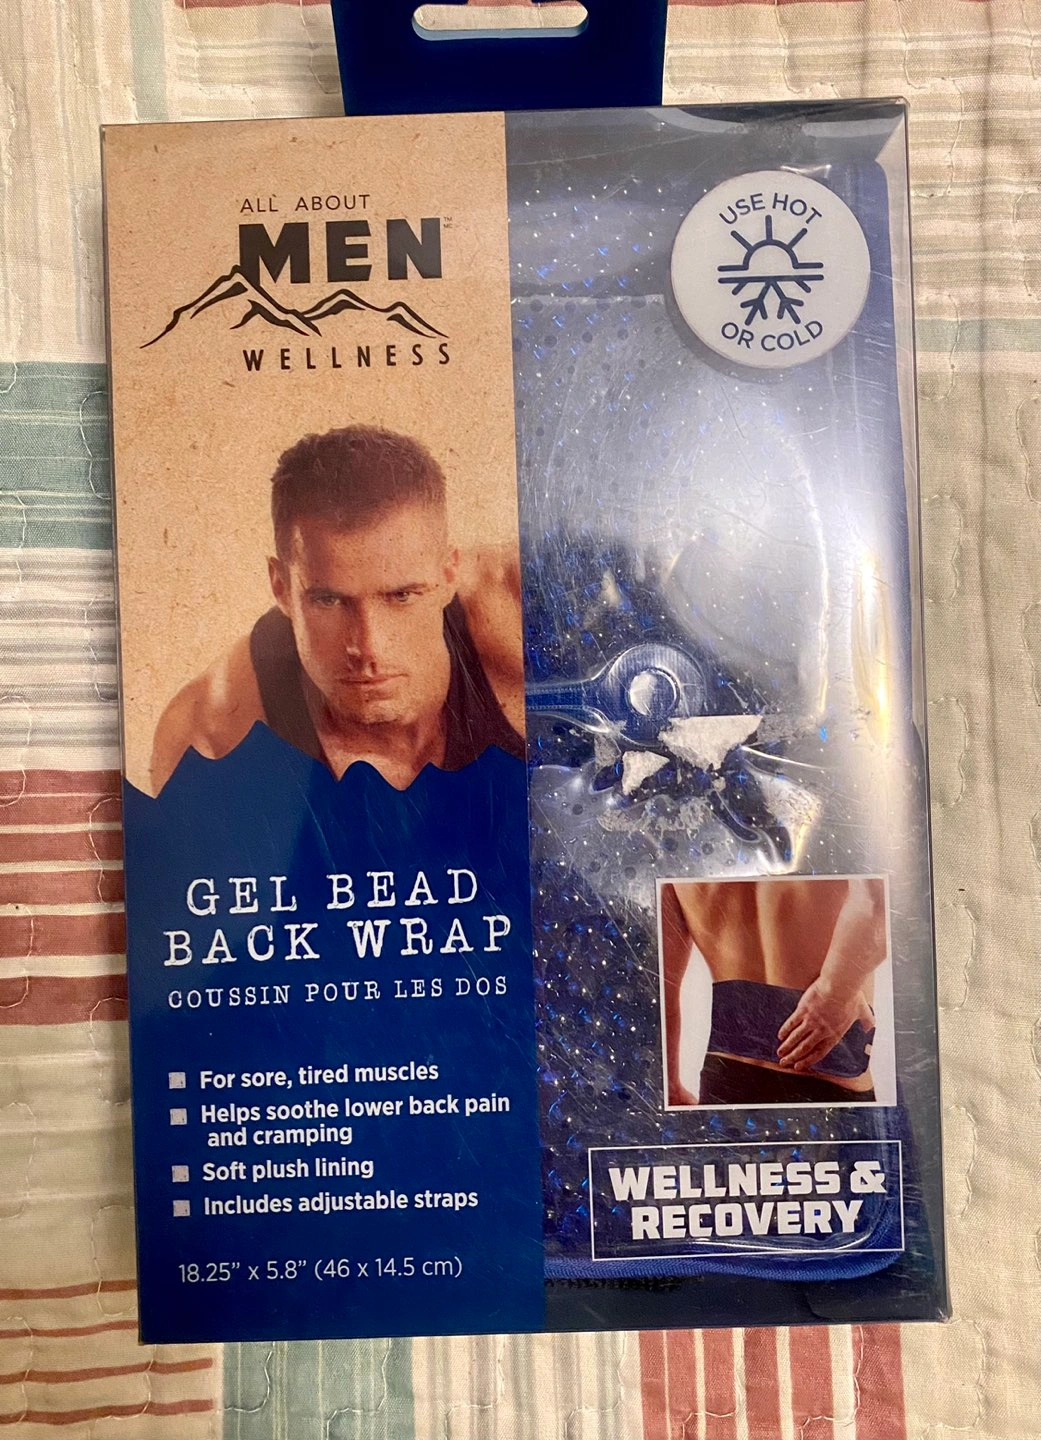 ALL ABOUT
MEN™
MC
WELLNESS
USE HOT
OR COLD
GEL BEAD
BACK WRAP
COUSSIN POUR LES DOS
For sore, tired muscles
Helps soothe lower back pain
and cramping
Soft plush lining
Includes adjustable straps
18.25” x 5.8” (46 x 14.5 cm)
WELLNESS &
RECOVERY